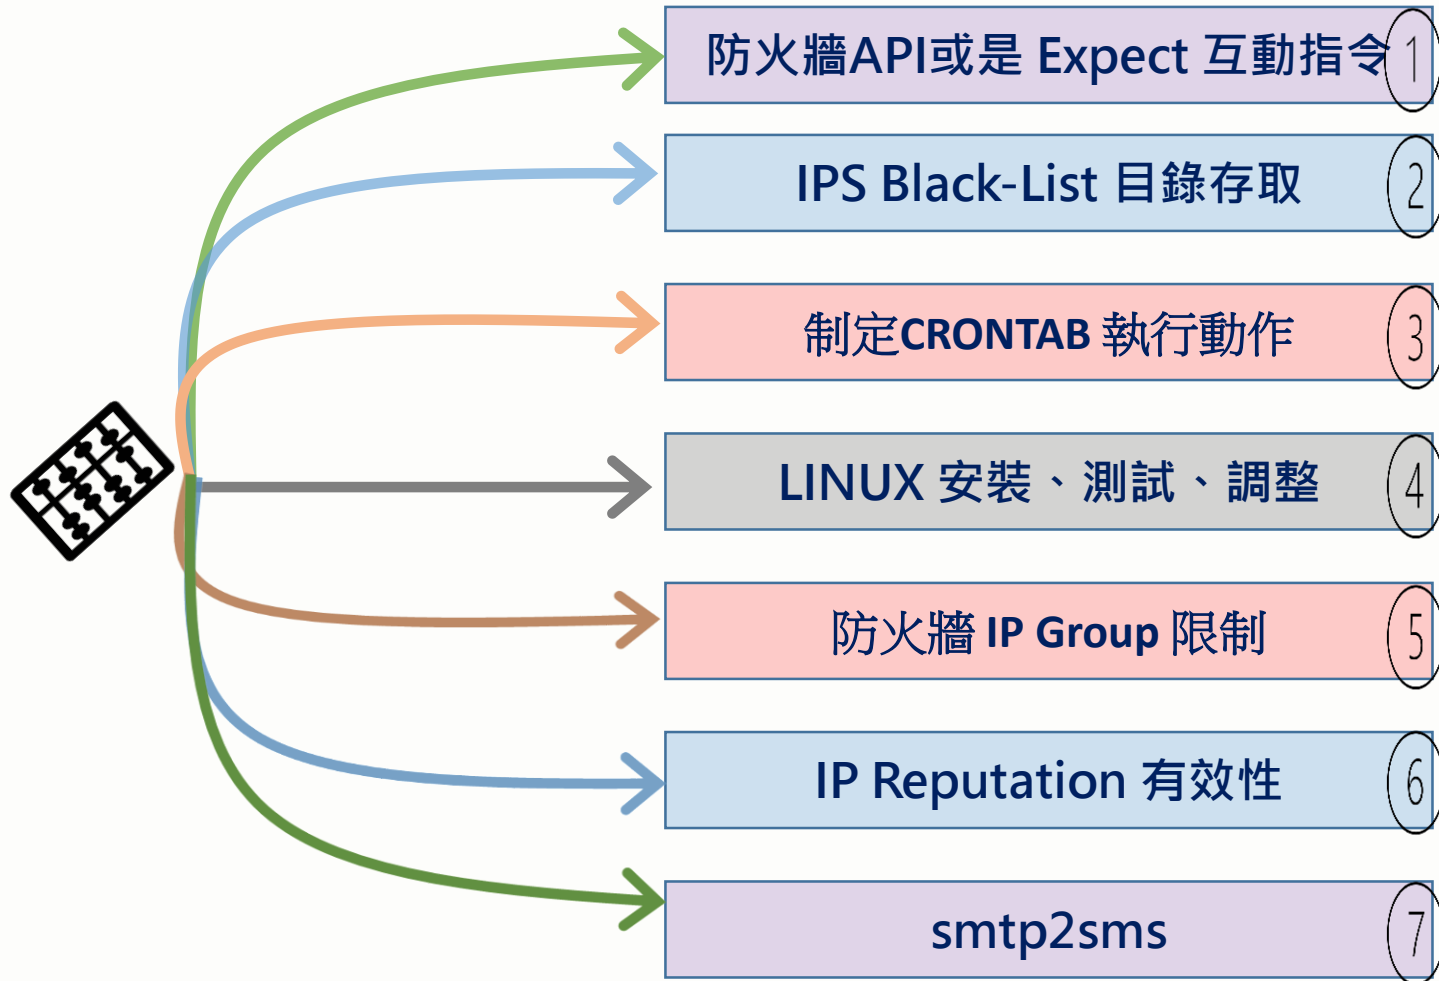 防火牆API或是 Expect 互動指令 1
IPS Black-List 目錄存取 2
制定CRONTAB 執行動作 3
LINUX 安裝、測試、調整 4
防火牆 IP Group 限制 5
IP Reputation 有效性 6
smtp2sms 7